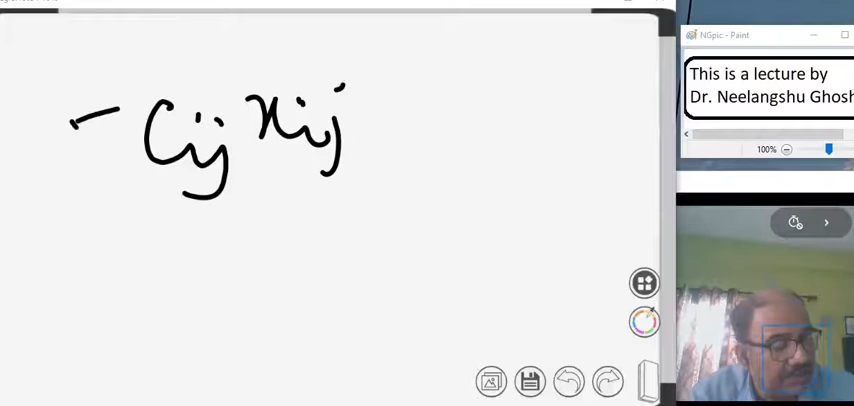 - Cij xij
NGpic - Paint
This is a lecture by
Dr. Neelangshu Ghosh
100%